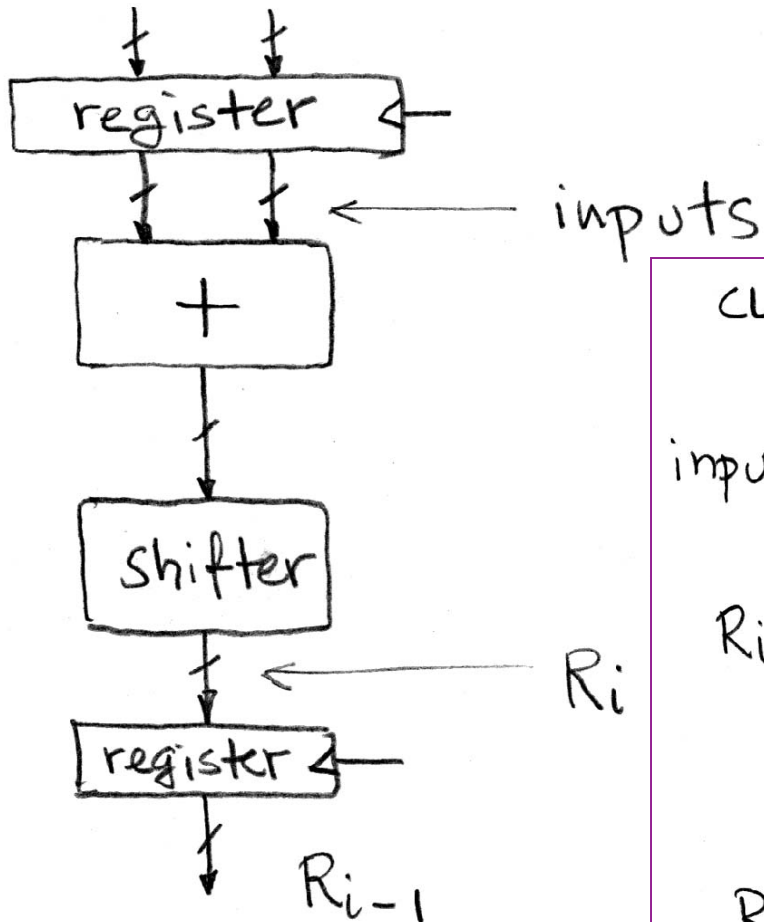 register
inputs
+
CL
inpu
shifter
Ri
Ri
register
Ri-1
R